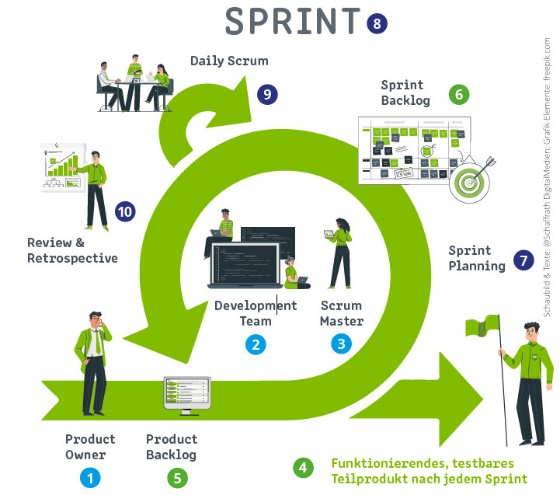 SPRINT 8
Daily Scrum
9
Sprint
Backlog
6
10
Review &
Retrospective
Sprint
Planning 7
Development
Team
2
Scrum
Master
3
Product
Owner
1
Product
Backlog
5
4 Funktionierendes, testbares
Teilprodukt nach jedem Sprint
Schaubild & Texte: @Schaffrath DigitalMedien; Grafik-Elemente: freepik.com